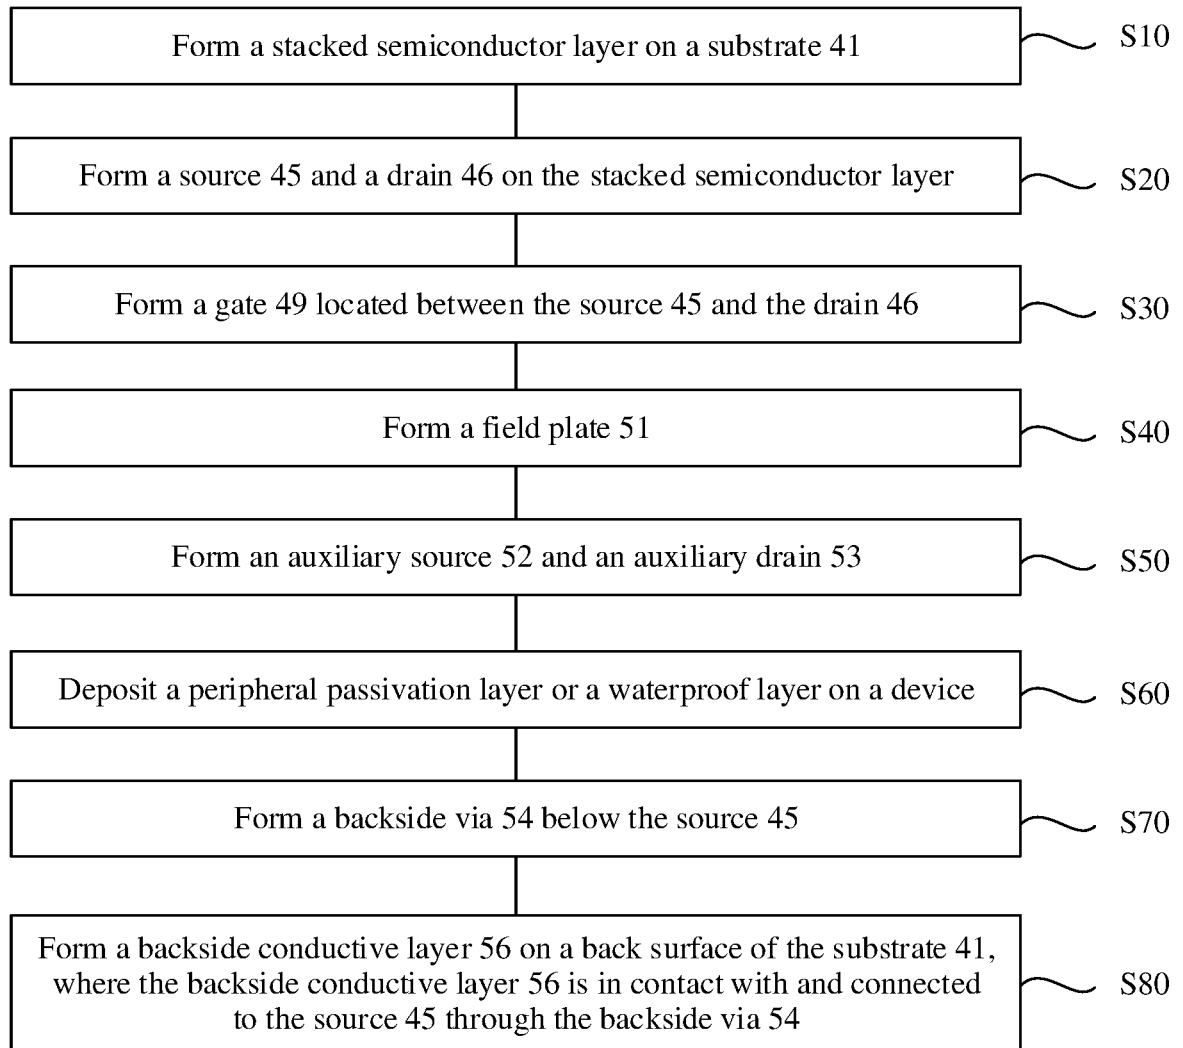 Form a stacked semiconductor layer on a substrate 41
S10
Form a source 45 and a drain 46 on the stacked semiconductor layer
S20
Form a gate 49 located between the source 45 and the drain 46
S30
Form a field plate 51
S40
Form an auxiliary source 52 and an auxiliary drain 53
S50
Deposit a peripheral passivation layer or a waterproof layer on a device
S60
Form a backside via 54 below the source 45
S70
Form a backside conductive layer 56 on a back surface of the substrate 41,
where the backside conductive layer 56 is in contact with and connected
to the source 45 through the backside via 54
S80